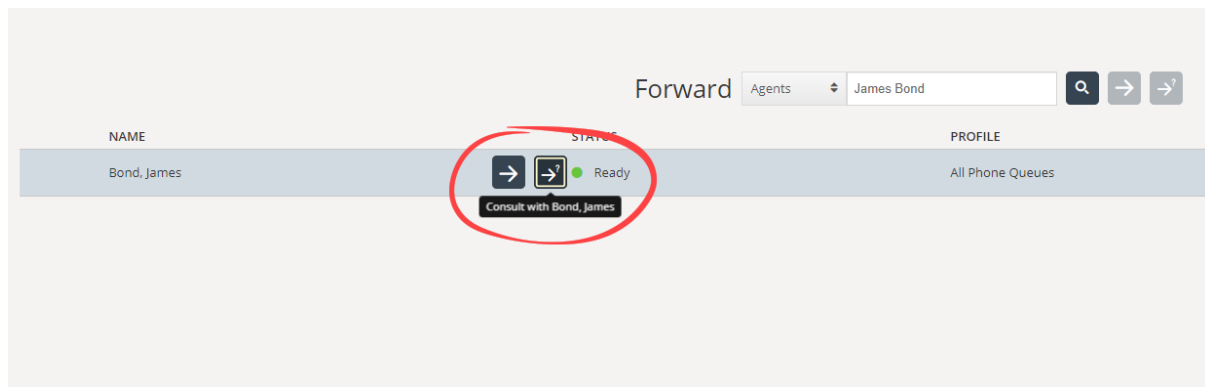 Forward Agents James Bond
NAME STATUS PROFILE
Bond, James ? Ready All Phone Queues
Consult with Bond, James